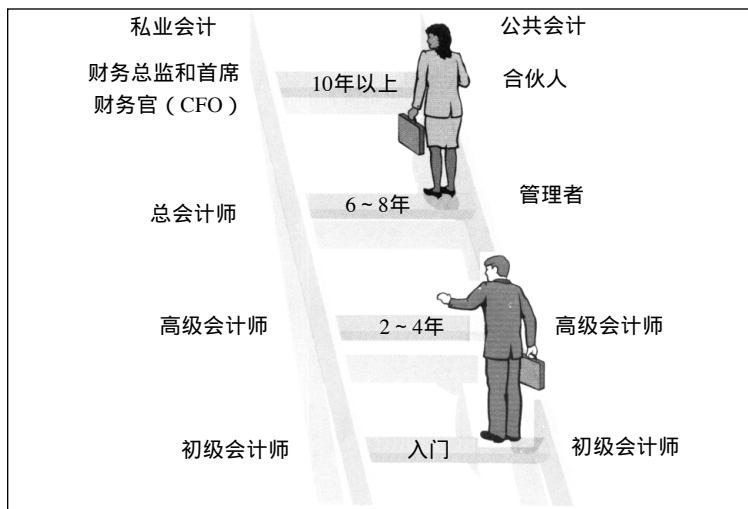 私业会计
公共会计
财务总监和首席
财务官（CFO）
10年以上
合伙人
总会计师
6～8年
管理者
高级会计师
2～4年
高级会计师
初级会计师
入门
初级会计师